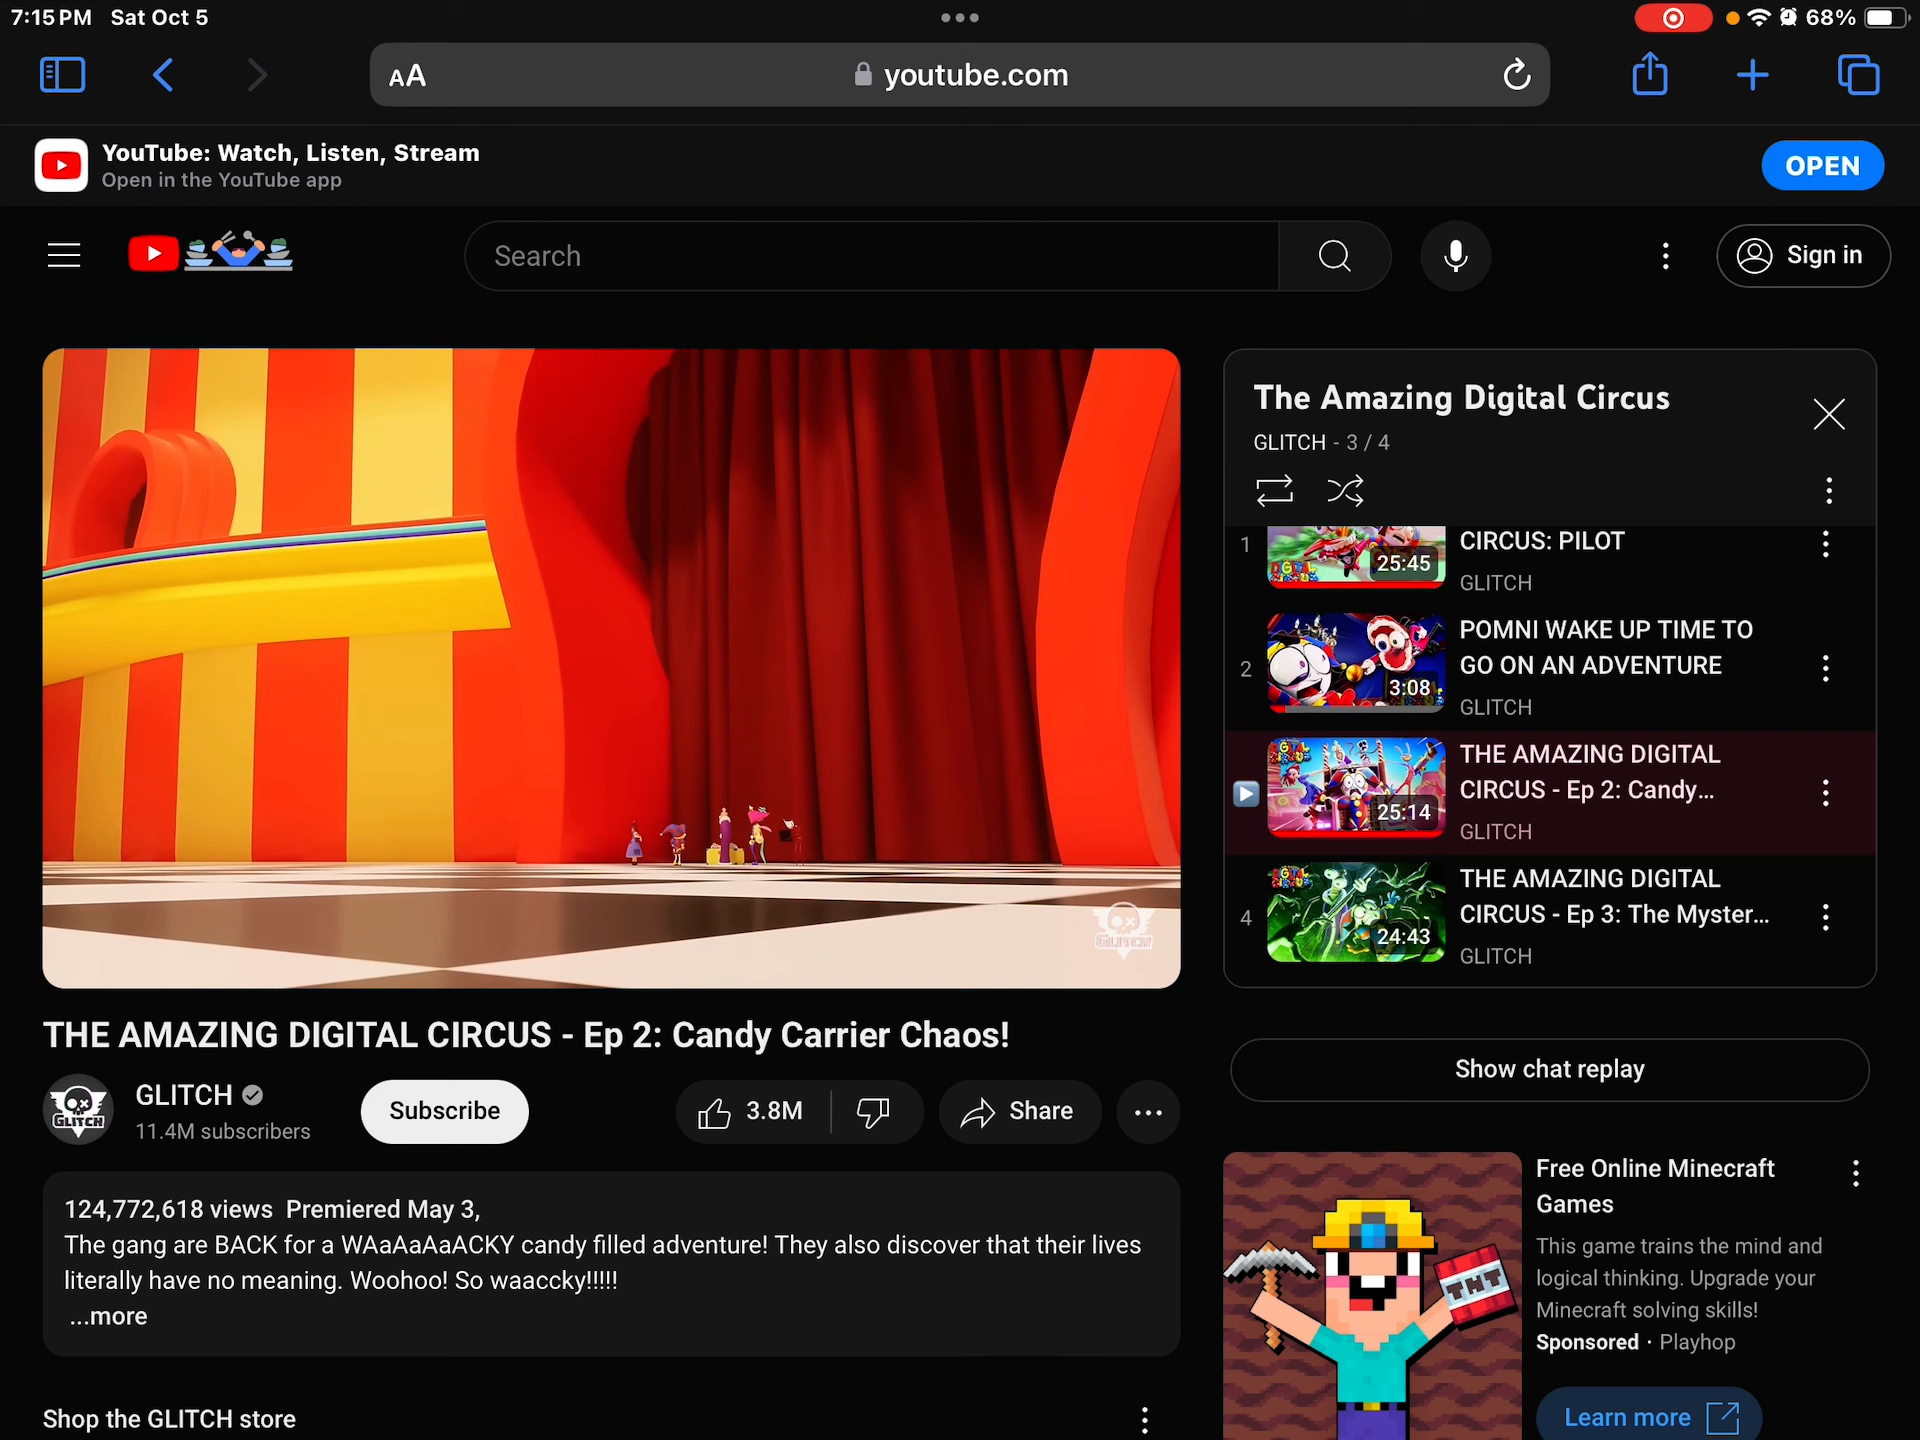 7:15 PM Sat Oct 5
68%
AA
youtube.com
YouTube: Watch, Listen, Stream
Open in the YouTube app
OPEN
Search
Sign in
The Amazing Digital Circus
GLITCH - 3 / 4
1
25:45
CIRCUS: PILOT
GLITCH
2
3:08
POMNI WAKE UP TIME TO
GO ON AN ADVENTURE
GLITCH
25:14
THE AMAZING DIGITAL
CIRCUS - Ep 2: Candy...
GLITCH
4
24:43
THE AMAZING DIGITAL
CIRCUS - Ep 3: The Myster...
GLITCH
GLITCH
THE AMAZING DIGITAL CIRCUS - Ep 2: Candy Carrier Chaos!
GLITCH
GLITCH
11.4M subscribers
Subscribe
3.8M
Share
Show chat replay
124,772,618 views Premiered May 3,
The gang are BACK for a WAaAaAaACKY candy filled adventure! They also discover that their lives
literally have no meaning. Woohoo! So waaccky!!!!!
...more
TNT
Free Online Minecraft
Games
This game trains the mind and
logical thinking. Upgrade your
Minecraft solving skills!
Sponsored · Playhop
Learn more
Shop the GLITCH store